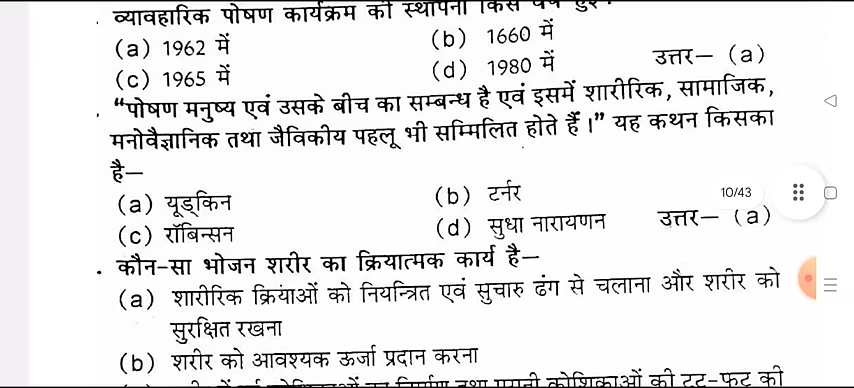 . व्यावहारिक पोषण कार्यक्रम की स्थापना किस वर्ष हुई?
(a) 1962 में (b) 1660 में
(c) 1965 में (d) 1980 में उत्तर— (a)
. “पोषण मनुष्य एवं उसके बीच का सम्बन्ध है एवं इसमें शारीरिक, सामाजिक,
मनोवैज्ञानिक तथा जैविकीय पहलू भी सम्मिलित होते हैं।” यह कथन किसका
है—
(a) यूड्किन (b) टर्नर 10/43
(c) रॉबिन्सन (d) सुधा नारायणन उत्तर— (a)
. कौन-सा भोजन शरीर का क्रियात्मक कार्य है—
(a) शारीरिक क्रियाओं को नियन्त्रित एवं सुचारु ढंग से चलाना और शरीर को
सुरक्षित रखना
(b) शरीर को आवश्यक ऊर्जा प्रदान करना
निर्माण तथा पुरानी कोशिकाओं की टूट-फूट की